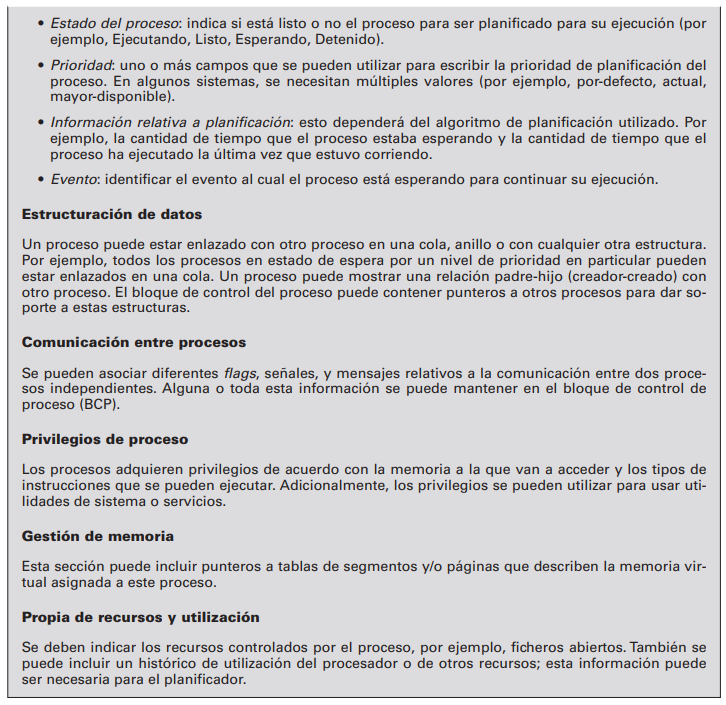 • Estado del proceso: indica si está listo o no el proceso para ser planificado para su ejecución (por
ejemplo, Ejecutando, Listo, Esperando, Detenido).
• Prioridad: uno o más campos que se pueden utilizar para escribir la prioridad de planificación del
proceso. En algunos sistemas, se necesitan múltiples valores (por ejemplo, por-defecto, actual,
mayor-disponible).
• Información relativa a planificación: esto dependerá del algoritmo de planificación utilizado. Por
ejemplo, la cantidad de tiempo que el proceso estaba esperando y la cantidad de tiempo que el
proceso ha ejecutado la última vez que estuvo corriendo.
• Evento: identificar el evento al cual el proceso está esperando para continuar su ejecución.
Estructuración de datos
Un proceso puede estar enlazado con otro proceso en una cola, anillo o con cualquier otra estructura.
Por ejemplo, todos los procesos en estado de espera por un nivel de prioridad en particular pueden
estar enlazados en una cola. Un proceso puede mostrar una relación padre-hijo (creador-creado) con
otro proceso. El bloque de control del proceso puede contener punteros a otros procesos para dar so-
porte a estas estructuras.
Comunicación entre procesos
Se pueden asociar diferentes flags, señales, y mensajes relativos a la comunicación entre dos proce-
sos independientes. Alguna o toda esta información se puede mantener en el bloque de control de
proceso (BCP).
Privilegios de proceso
Los procesos adquieren privilegios de acuerdo con la memoria a la que van a acceder y los tipos de
instrucciones que se pueden ejecutar. Adicionalmente, los privilegios se pueden utilizar para usar uti-
lidades de sistema o servicios.
Gestión de memoria
Esta sección puede incluir punteros a tablas de segmentos y/o páginas que describen la memoria vir-
tual asignada a este proceso.
Propia de recursos y utilización
Se deben indicar los recursos controlados por el proceso, por ejemplo, ficheros abiertos. También se
puede incluir un histórico de utilización del procesador o de otros recursos; esta información puede
ser necesaria para el planificador.